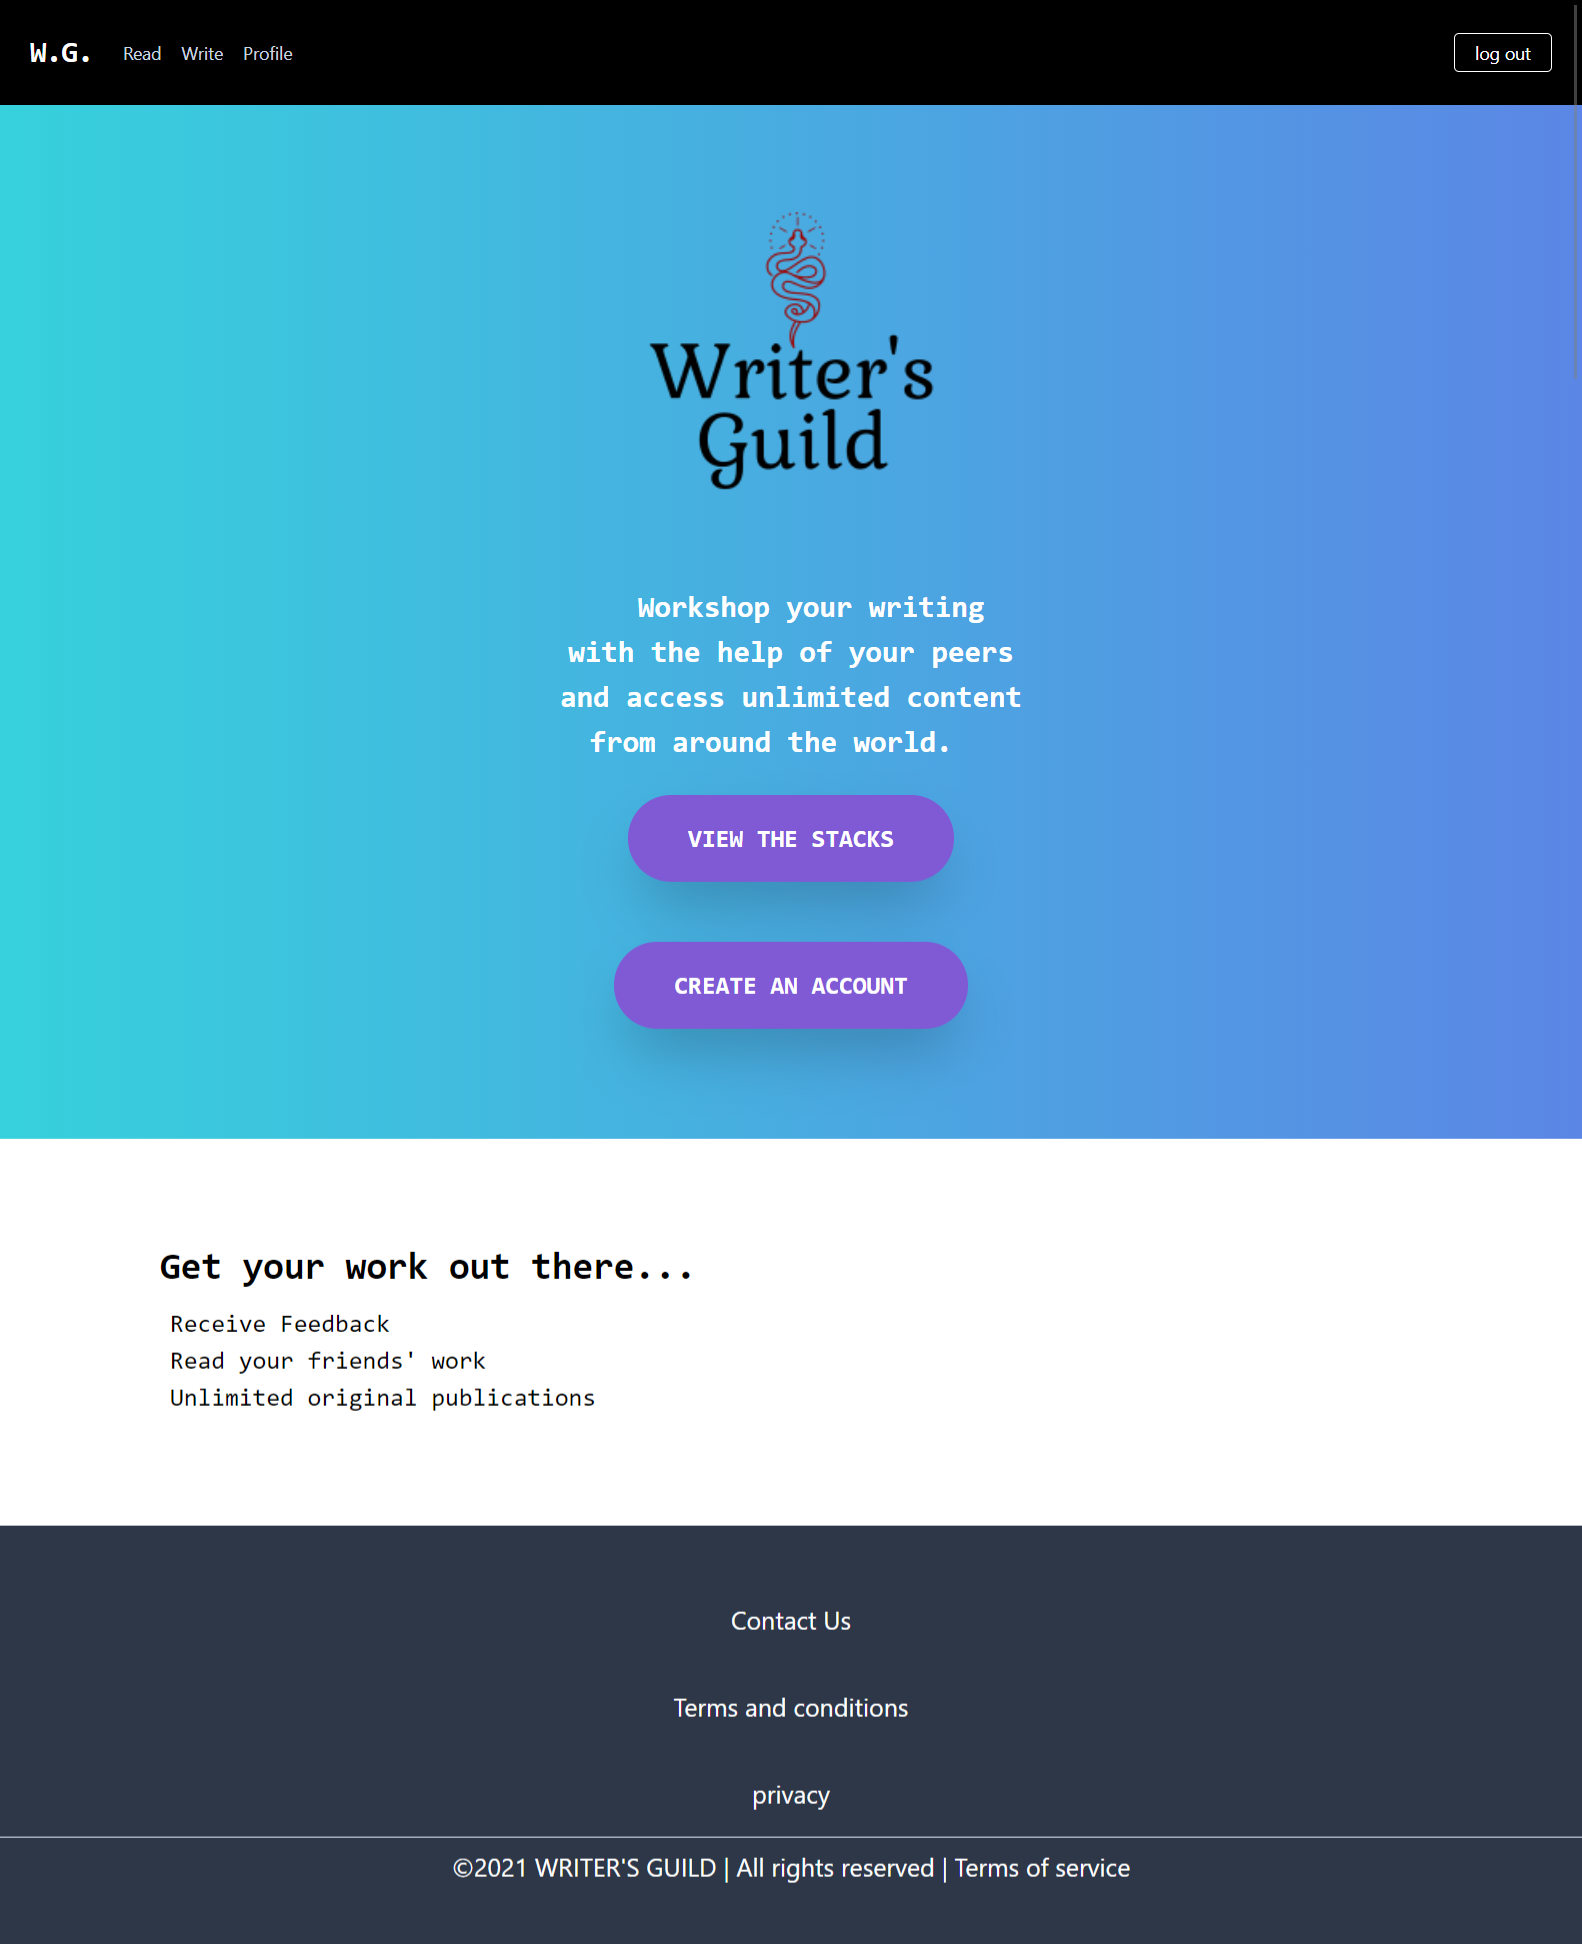 W.G. Read Write Profile log out
Writer's
Guild
Workshop your writing
with the help of your peers
and access unlimited content
from around the world.
VIEW THE STACKS
CREATE AN ACCOUNT
Get your work out there...
Receive Feedback
Read your friends' work
Unlimited original publications
Contact Us
Terms and conditions
privacy
©2021 WRITER'S GUILD | All rights reserved | Terms of service